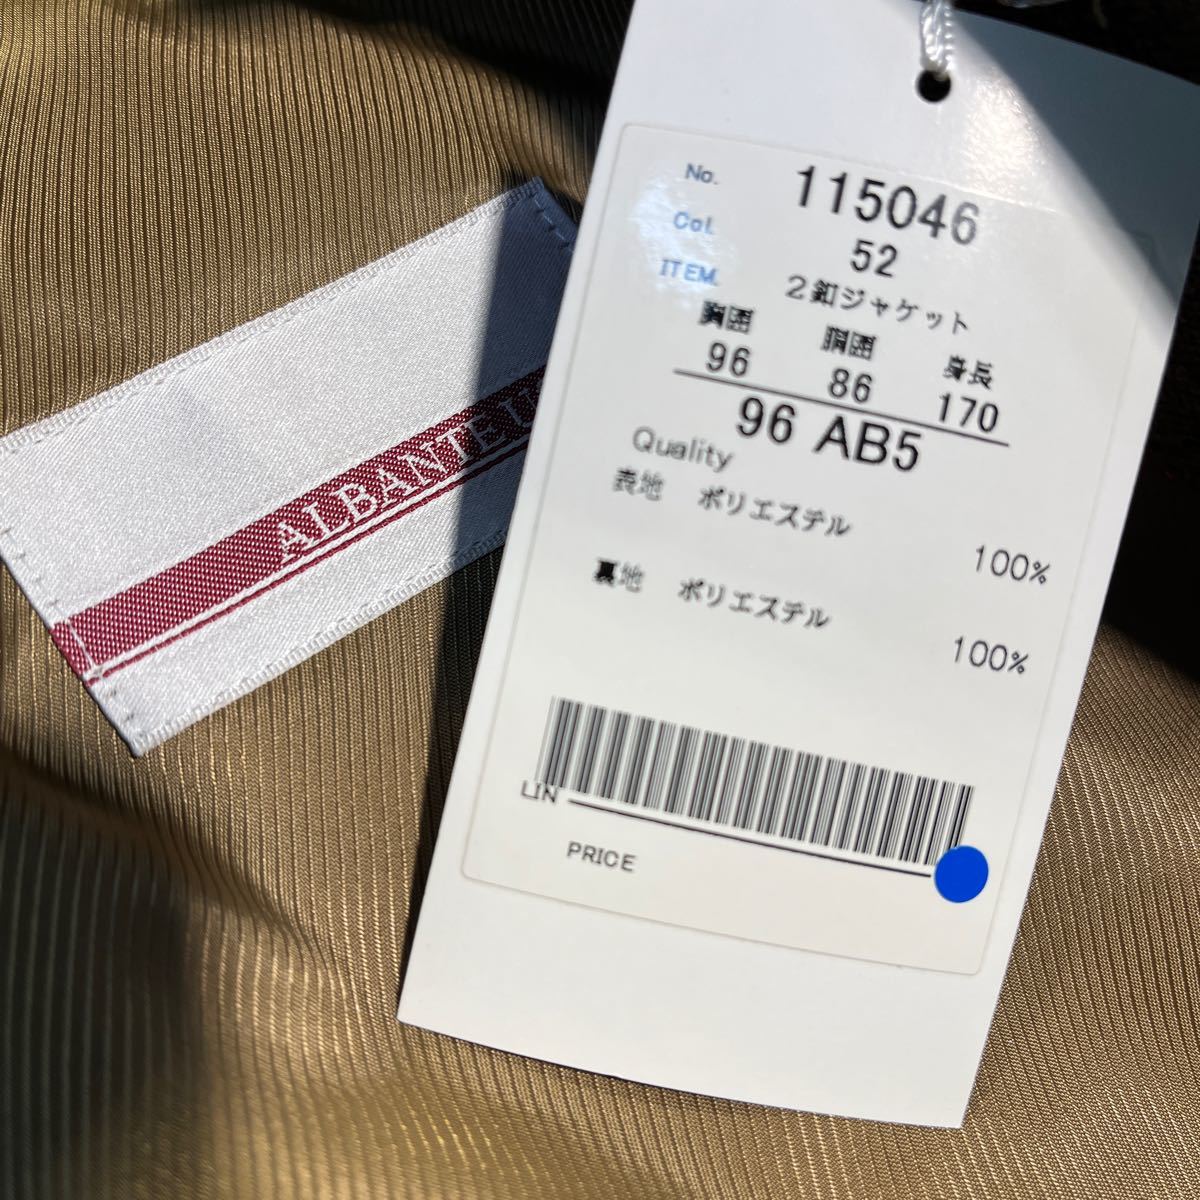 ALBANTEU
No. 115046
Col. 52
ITEM. 2釦ジャケット
胸囲 胴囲 身長
96 86 170
96 AB5
Quality
表地 ポリエステル 100%
裏地 ポリエステル 100%
LIN
PRICE